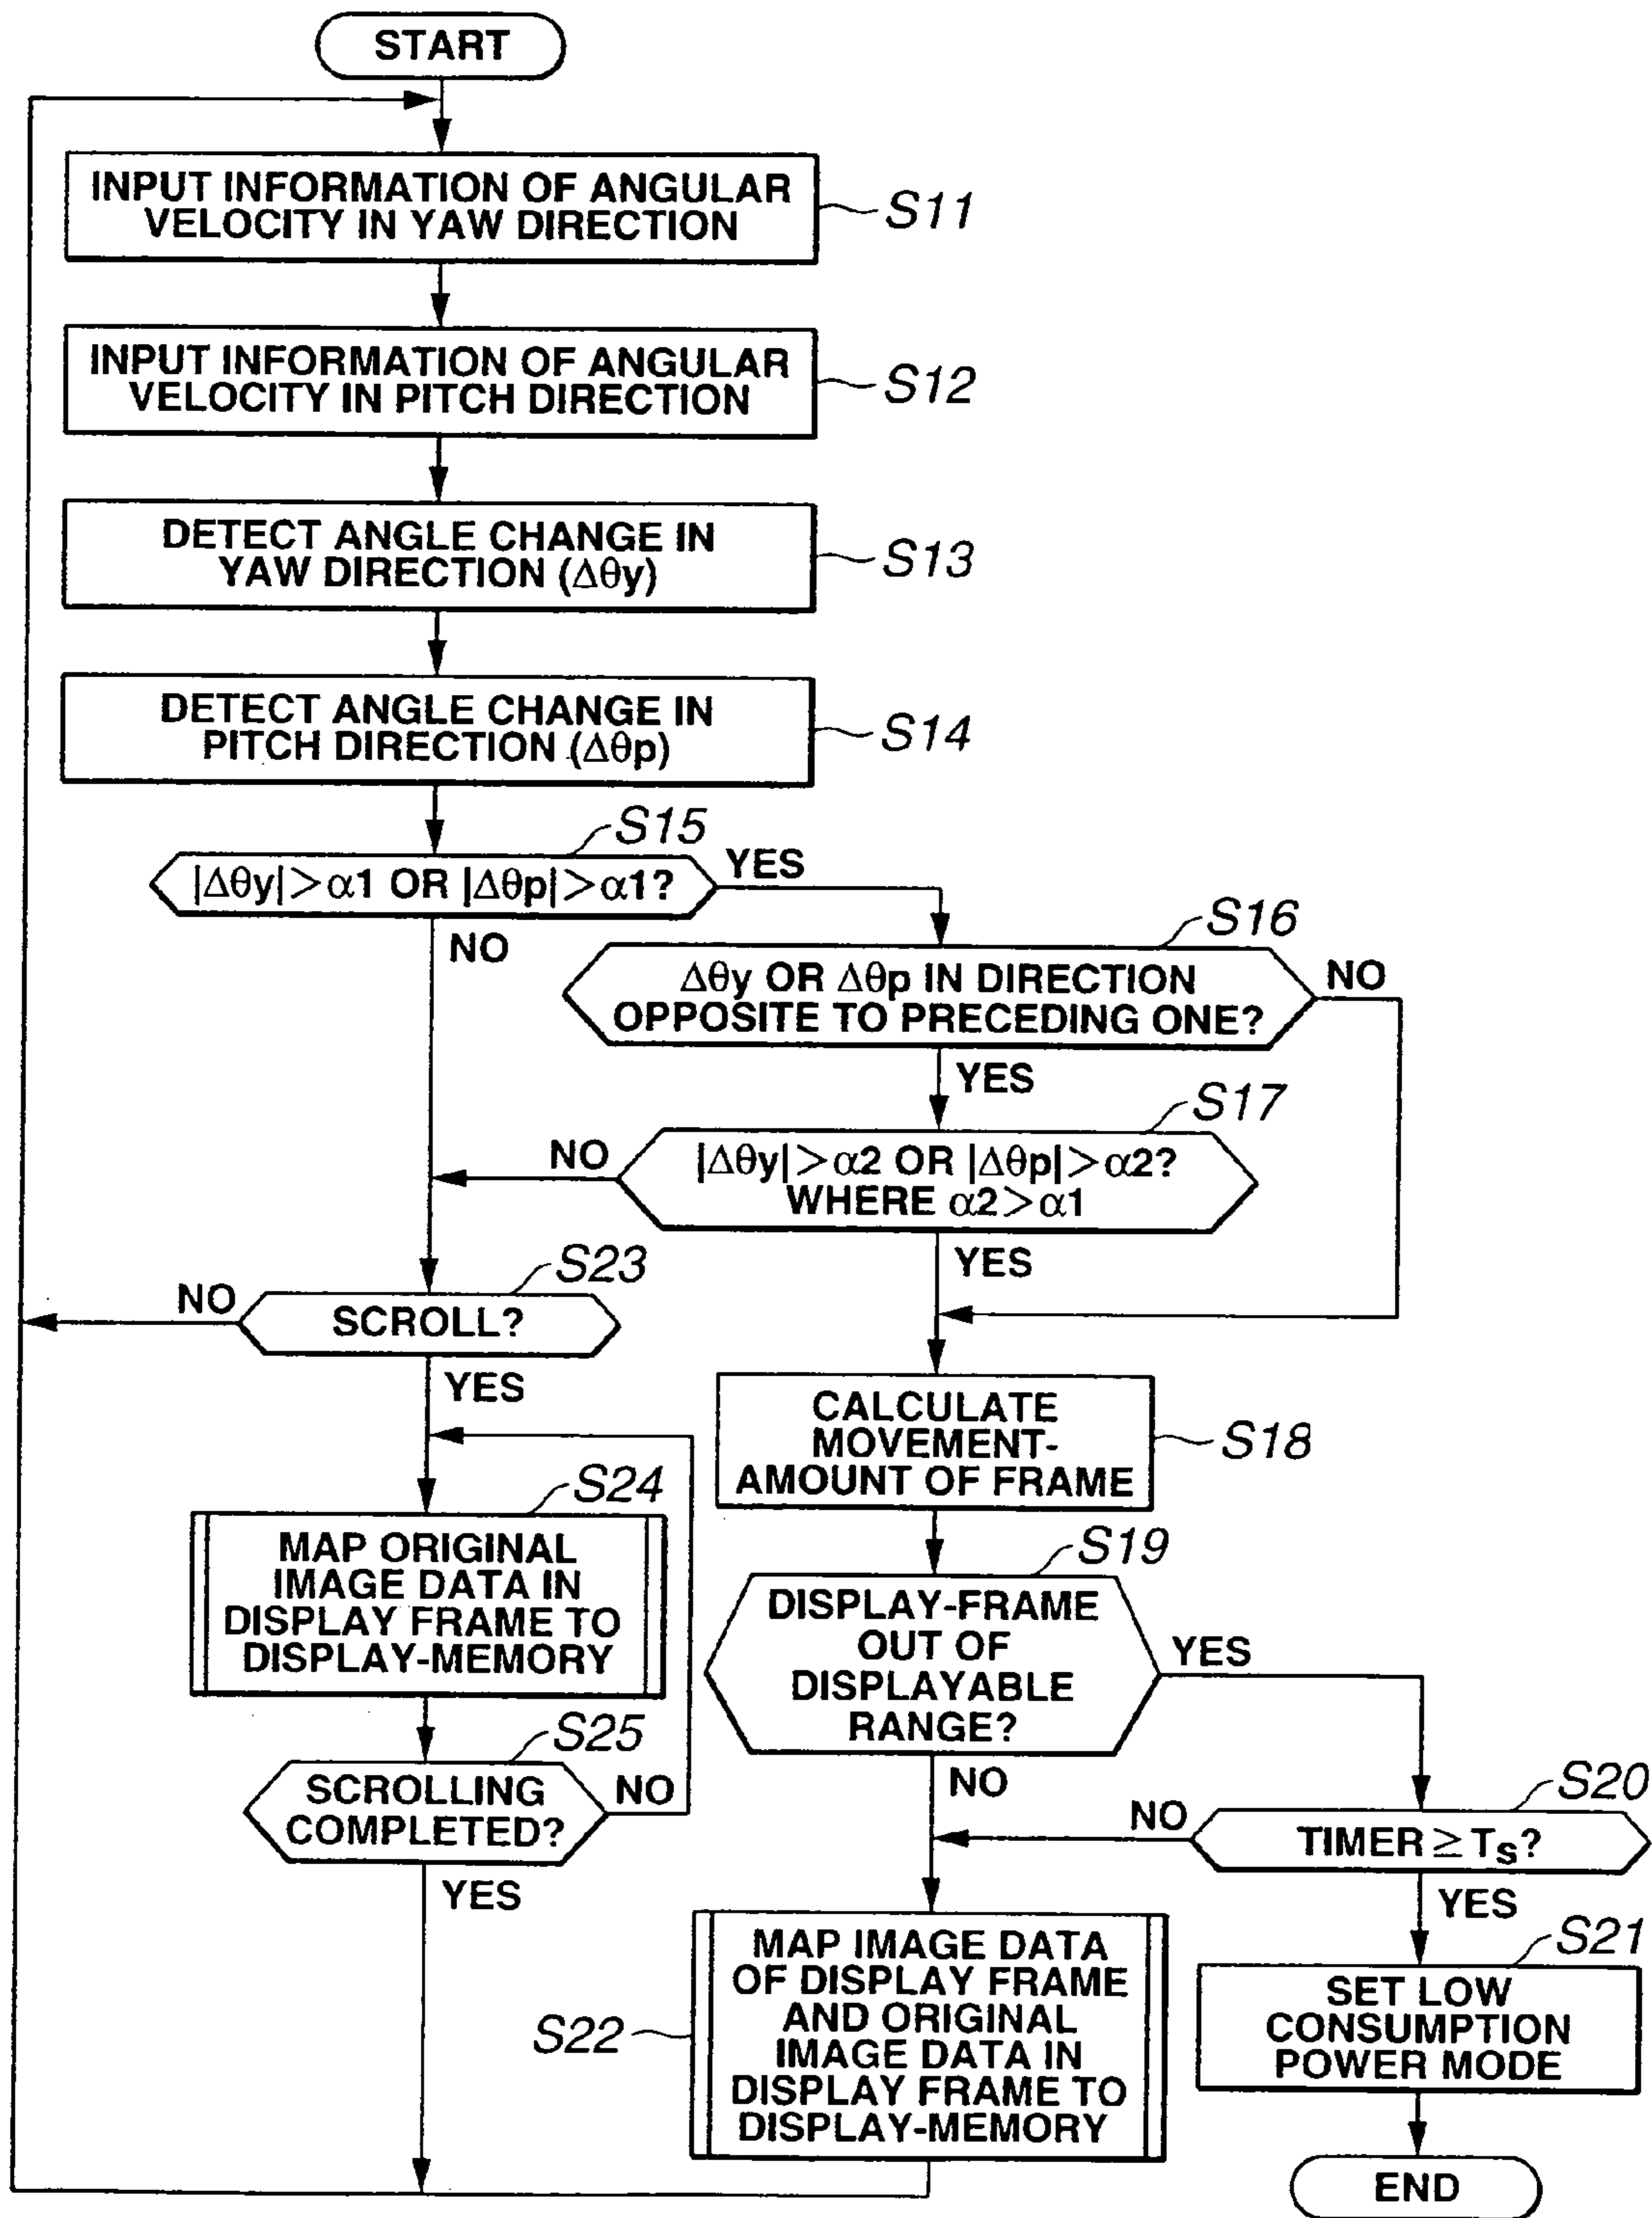 START
INPUT INFORMATION OF ANGULAR
VELOCITY IN YAW DIRECTION
S11
INPUT INFORMATION OF ANGULAR
VELOCITY IN PITCH DIRECTION
S12
DETECT ANGLE CHANGE IN
YAW DIRECTION (Δθy)
S13
DETECT ANGLE CHANGE IN
PITCH DIRECTION (Δθp)
S14
S15
|Δθy|>α1 OR |Δθp|>α1?
YES
NO
S16
Δθy OR Δθp IN DIRECTION
OPPOSITE TO PRECEDING ONE?
NO
YES
S17
|Δθy|>α2 OR |Δθp|>α2?
WHERE α2>α1
NO
YES
S23
SCROLL?
NO
YES
CALCULATE
MOVEMENT-
AMOUNT OF FRAME
S18
S24
MAP ORIGINAL
IMAGE DATA IN
DISPLAY FRAME TO
DISPLAY-MEMORY
S19
DISPLAY-FRAME
OUT OF
DISPLAYABLE
RANGE?
YES
NO
S25
SCROLLING
COMPLETED?
NO
YES
S20
TIMER ≧ Ts?
NO
YES
S21
SET LOW
CONSUMPTION
POWER MODE
S22
MAP IMAGE DATA
OF DISPLAY FRAME
AND ORIGINAL
IMAGE DATA IN
DISPLAY FRAME TO
DISPLAY-MEMORY
END